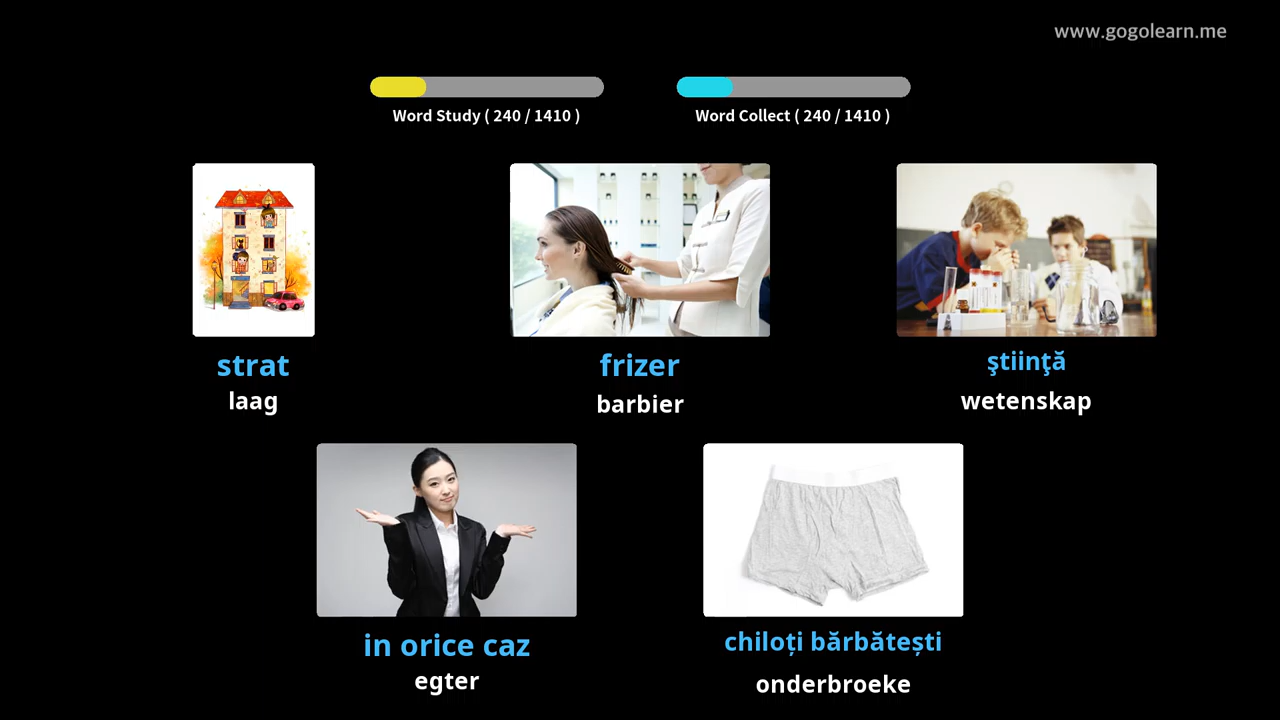 www.gogolearn.me
Word Study ( 240 / 1410 )
Word Collect ( 240 / 1410 )
strat
laag
frizer
barbier
ştiinţă
wetenskap
in orice caz
egter
chiloți bărbătești
onderbroeke